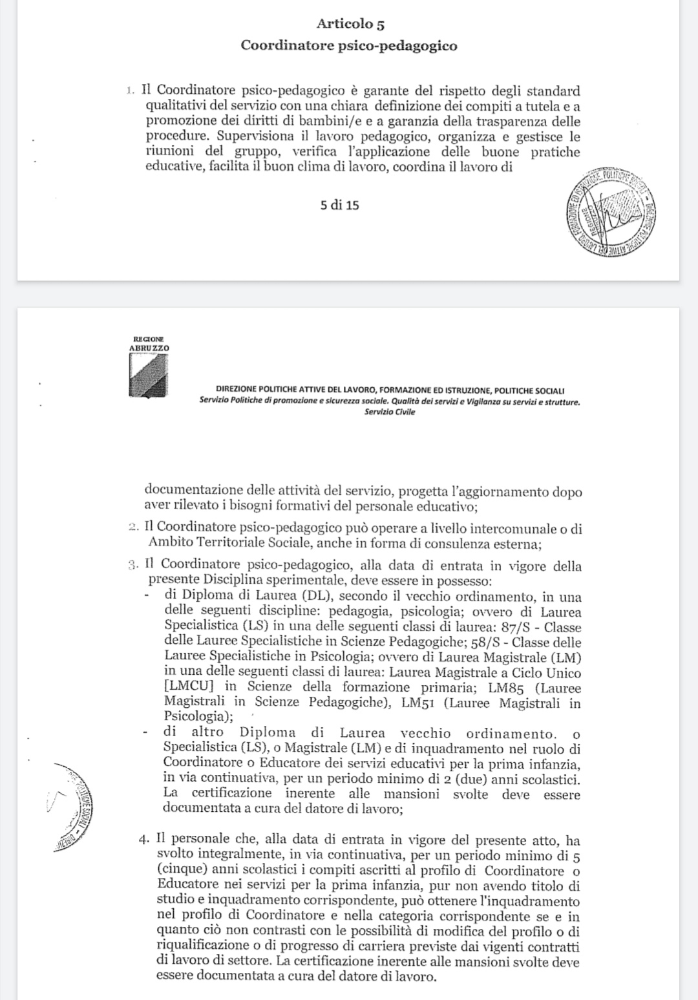 Articolo 5
Coordinatore psico-pedagogico
1. Il Coordinatore psico-pedagogico è garante del rispetto degli standard
qualitativi del servizio con una chiara definizione dei compiti a tutela e a
promozione dei diritti di bambini/e e a garanzia della trasparenza delle
procedure. Supervisiona il lavoro pedagogico, organizza e gestisce le
riunioni del gruppo, verifica l'applicazione delle buone pratiche
educative, facilita il buon clima di lavoro, coordina il lavoro di
5 di 15
DIREZIONE POLITICHE ATTIVE DEL LAVORO, FORMAZIONE ED ISTRUZIONE, POLITICHE SOCIALI
REGIONE
ABRUZZO
REGIONE
ABRUZZO
DIREZIONE POLITICHE ATTIVE DEL LAVORO, FORMAZIONE ED ISTRUZIONE, POLITICHE SOCIALI
Servizio Politiche di promozione e sicurezza sociale. Qualità dei servizi e Vigilanza su servizi e strutture.
Servizio Civile
documentazione delle attività del servizio, progetta l'aggiornamento dopo
aver rilevato i bisogni formativi del personale educativo;
2. Il Coordinatore psico-pedagogico può operare a livello intercomunale o di
Ambito Territoriale Sociale, anche in forma di consulenza esterna;
3. Il Coordinatore psico-pedagogico, alla data di entrata in vigore della
presente Disciplina sperimentale, deve essere in possesso:
- di Diploma di Laurea (DL), secondo il vecchio ordinamento, in una
delle seguenti discipline: pedagogia, psicologia; ovvero di Laurea
Specialistica (LS) in una delle seguenti classi di laurea: 87/S - Classe
delle Lauree Specialistiche in Scienze Pedagogiche; 58/S - Classe delle
Lauree Specialistiche in Psicologia; ovvero di Laurea Magistrale (LM)
in una delle seguenti classi di laurea: Laurea Magistrale a Ciclo Unico
[LMCU] in Scienze della formazione primaria; LM85 (Lauree
Magistrali in Scienze Pedagogiche), LM51 (Lauree Magistrali in
Psicologia);
- di altro Diploma di Laurea vecchio ordinamento. o
Specialistica (LS), o Magistrale (LM) e di inquadramento nel ruolo di
Coordinatore o Educatore dei servizi educativi per la prima infanzia,
in via continuativa, per un periodo minimo di 2 (due) anni scolastici.
La certificazione inerente alle mansioni svolte deve essere
documentata a cura del datore di lavoro;
POLITICHE SOCIALI - DIREZI
4. Il personale che, alla data di entrata in vigore del presente atto, ha
svolto integralmente, in via continuativa, per un periodo minimo di 5
(cinque) anni scolastici i compiti ascritti al profilo di Coordinatore o
Educatore nei servizi per la prima infanzia, pur non avendo titolo di
studio e inquadramento corrispondente, può ottenere l'inquadramento
nel profilo di Coordinatore e nella categoria corrispondente se e in
quanto ciò non contrasti con le possibilità di modifica del profilo o di
riqualificazione o di progresso di carriera previste dai vigenti contratti
di lavoro di settore. La certificazione inerente alle mansioni svolte deve
essere documentata a cura del datore di lavoro.